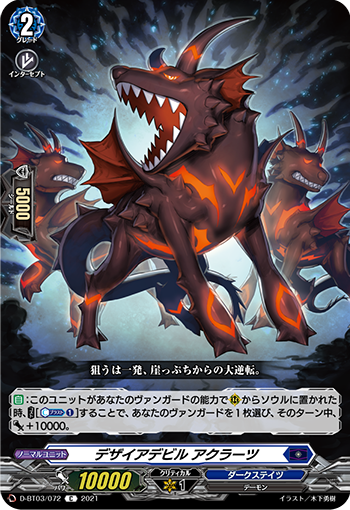 2
グレード
インターセプト
シールド
5000
狙うは一発、崖っぷちからの大逆転。
自:このユニットがあなたのヴァンガードの能力でRからソウルに置かれた
時、【コスト】[カウンターブラスト1]することで、あなたのヴァンガードを1枚選び、そのターン中、
+10000。
ノーマルユニット
デザイアデビル アクラーツ
パワー
10000
クリティカル
1
ダークステイツ
デーモン
D-BT03/072 C 2021
イラスト/木下勇樹